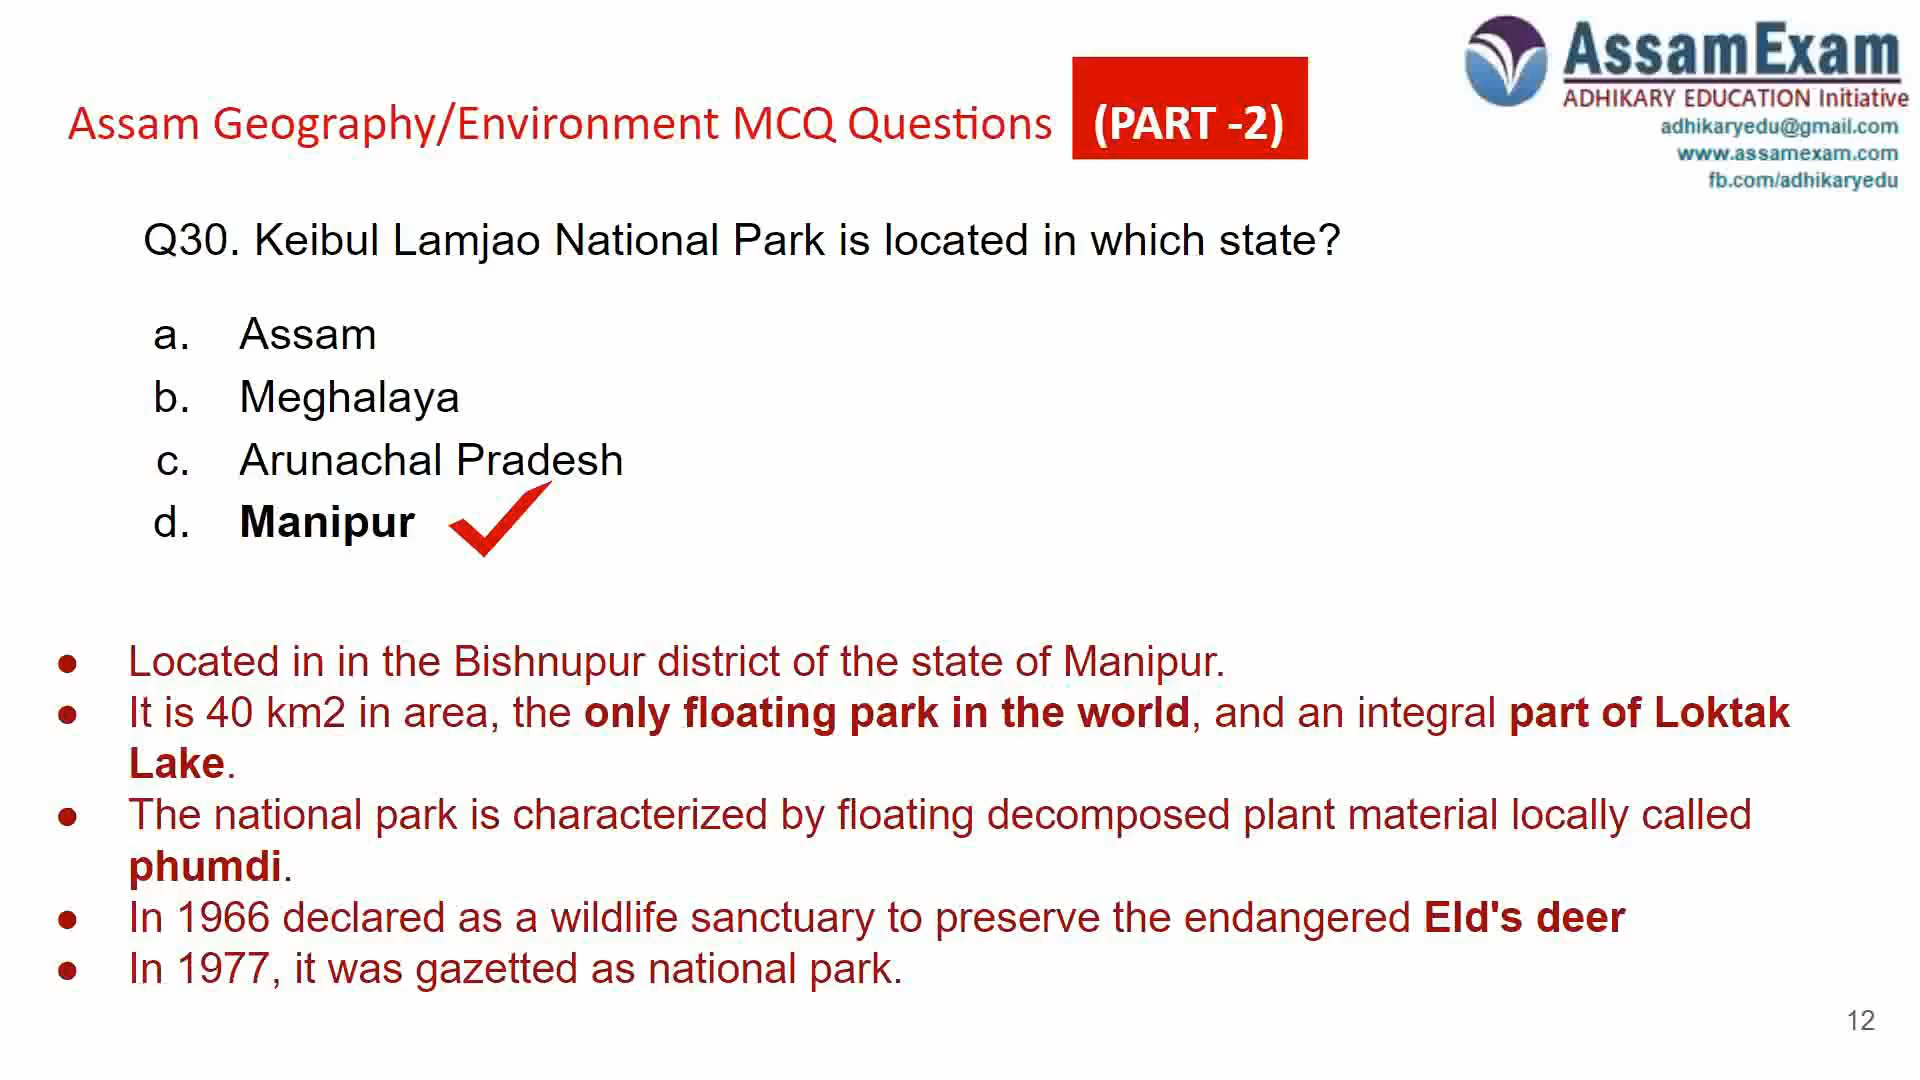 AssamExam
ADHIKARY EDUCATION Initiative
adhikaryedu@gmail.com
www.assamexam.com
fb.com/adhikaryedu
Assam Geography/Environment MCQ Questions (PART -2)
Q30. Keibul Lamjao National Park is located in which state?
a. Assam
b. Meghalaya
c. Arunachal Pradesh
d. Manipur
● Located in in the Bishnupur district of the state of Manipur.
● It is 40 km2 in area, the only floating park in the world, and an integral part of Loktak
Lake.
● The national park is characterized by floating decomposed plant material locally called
phumdi.
● In 1966 declared as a wildlife sanctuary to preserve the endangered Eld's deer
● In 1977, it was gazetted as national park.
12